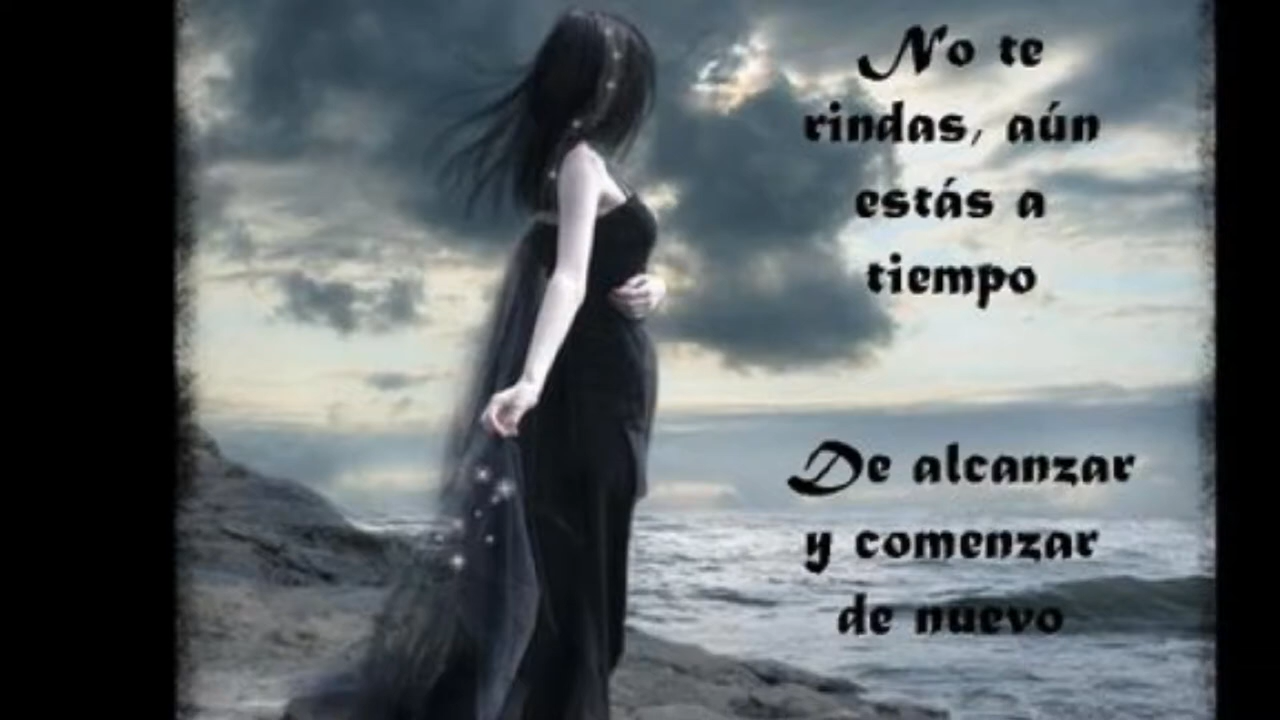 No te
rindas, aún
estás a
tiempo
De alcanzar
y comenzar
de nuevo